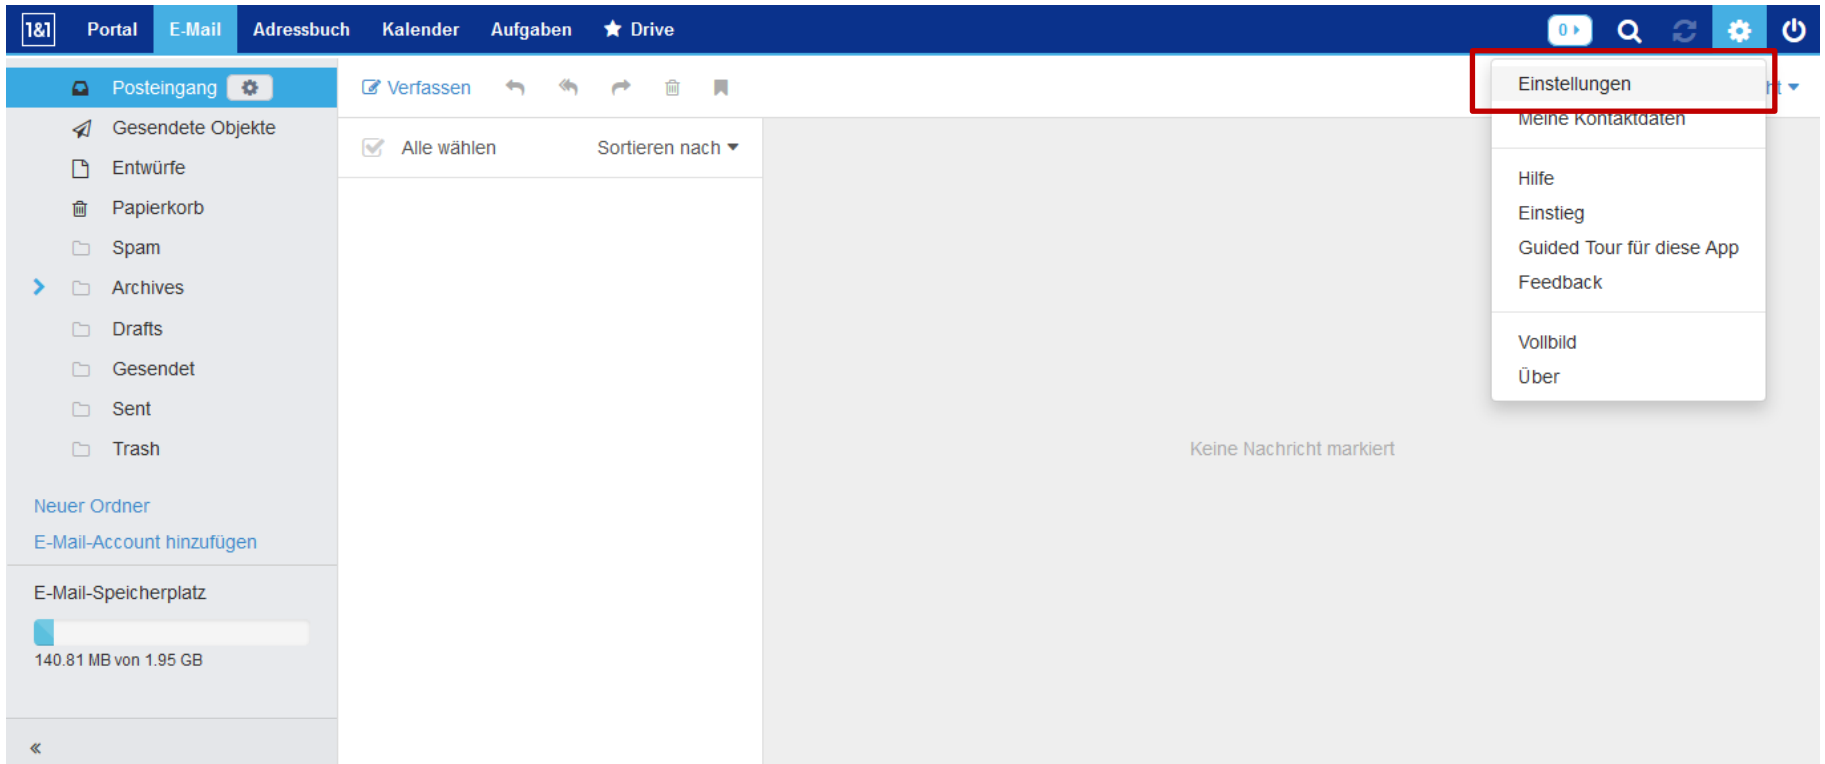 1&1 Portal E-Mail Adressbuch Kalender Aufgaben Drive 0
Posteingang
Gesendete Objekte
Entwürfe
Papierkorb
Spam
Archives
Drafts
Gesendet
Sent
Trash
Neuer Ordner
E-Mail-Account hinzufügen
E-Mail-Speicherplatz
140.81 MB von 1.95 GB
Verfassen
Alle wählen Sortieren nach
Keine Nachricht markiert
Einstellungen
Meine Kontaktdaten
Hilfe
Einstieg
Guided Tour für diese App
Feedback
Vollbild
Über